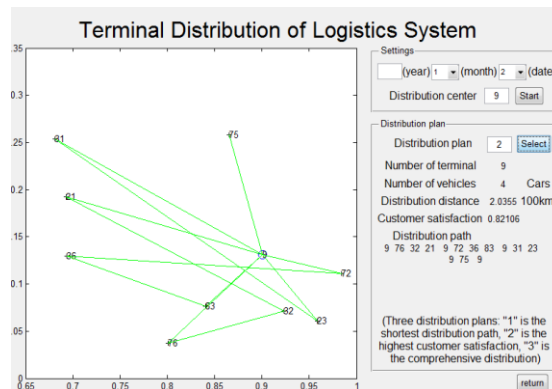 Terminal Distribution of Logistics System
Settings
(year) 1 (month) 2 (date
Distribution center 9 Start
Distribution plan
Distribution plan 2 Select
Number of terminal 9
Number of vehicles 4 Cars
Distribution distance 2.0355 100km
Customer satisfaction 0.82106
Distribution path
9 76 32 21 9 72 36 83 9 31 23
9 75 9
(Three distribution plans: "1" is the
shortest distribution path, "2" is the
highest customer satisfaction, "3" is
the comprehensive distribution)
return
.35
0.3
.25
0.2
.15
0.1
.05
0
0.65 0.7 0.75 0.8 0.85 0.9 0.95 1
31
75
21
9
36
72
83
32
23
76